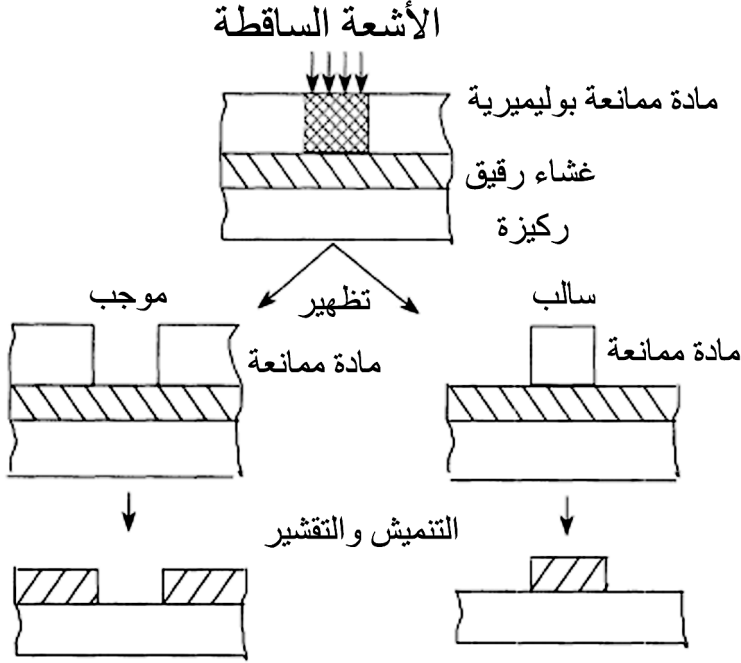 الأشعة الساقطة
مادة ممانعة بوليميرية
غشاء رقيق
ركيزة
موجب
تظهير
سالب
مادة ممانعة
مادة ممانعة
التنميش والتقشير